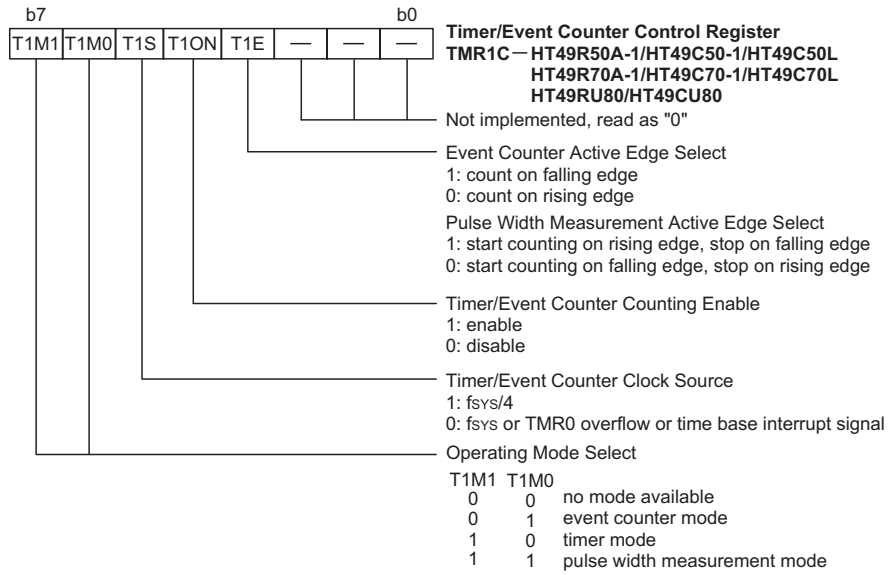 b7 b0
T1M1 T1M0 T1S T1ON T1E — — —
Timer/Event Counter Control Register
TMR1C—HT49R50A-1/HT49C50-1/HT49C50L
HT49R70A-1/HT49C70-1/HT49C70L
HT49RU80/HT49CU80
Not implemented, read as "0"
Event Counter Active Edge Select
1: count on falling edge
0: count on rising edge
Pulse Width Measurement Active Edge Select
1: start counting on rising edge, stop on falling edge
0: start counting on falling edge, stop on rising edge
Timer/Event Counter Counting Enable
1: enable
0: disable
Timer/Event Counter Clock Source
1: fSYS/4
0: fSYS or TMR0 overflow or time base interrupt signal
Operating Mode Select
T1M1 T1M0
0 0 no mode available
0 1 event counter mode
1 0 timer mode
1 1 pulse width measurement mode